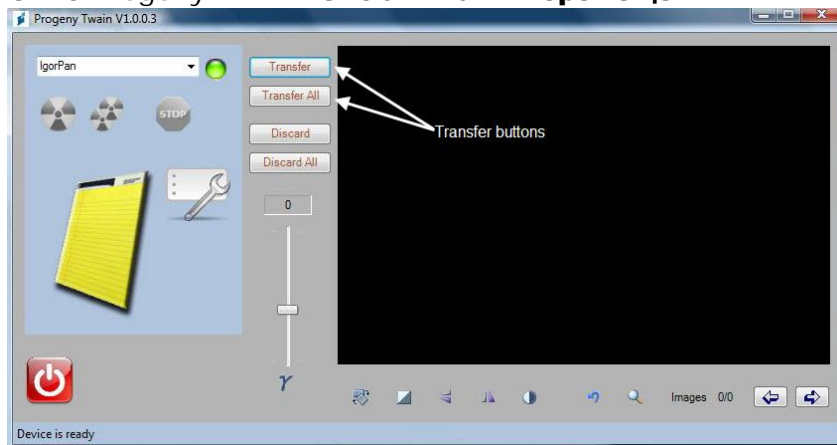 Progeny Twain V1.0.0.3
IgorPan
Transfer
Transfer All
STOP
Transfer buttons
Discard
Discard All
0
γ
Images 0/0
Device is ready